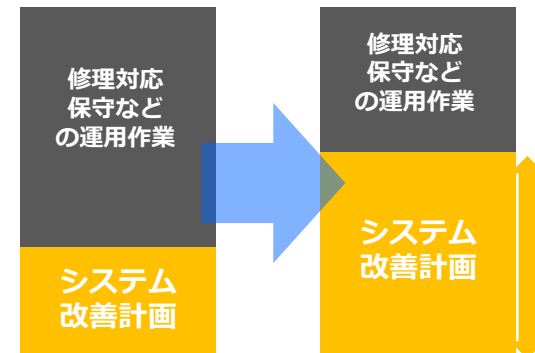 修理対応
保守など
の運用作業
システム
改善計画
修理対応
保守など
の運用作業
システム
改善計画